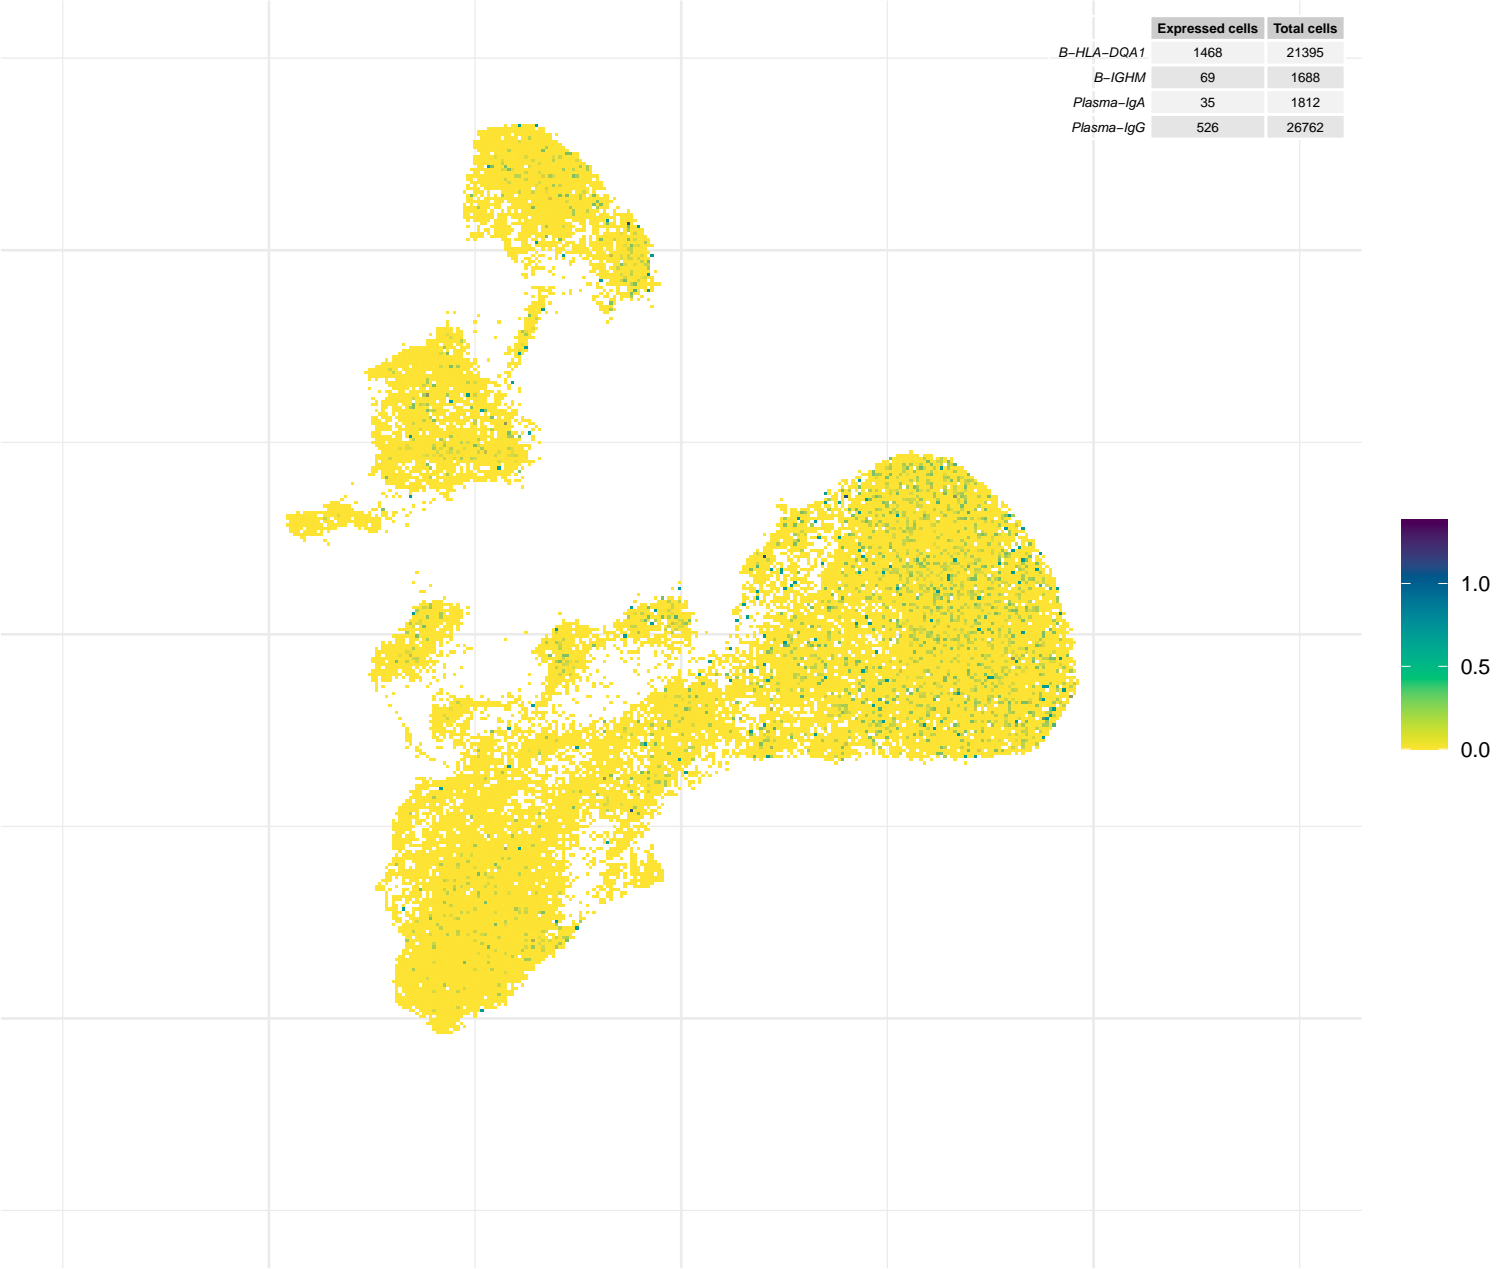 Expressed cells Total cells
B−HLA−DQA1 1468 21395
B−IGHM 69 1688
Plasma−IgA 35 1812
Plasma−IgG 526 26762
1.0
0.5
0.0